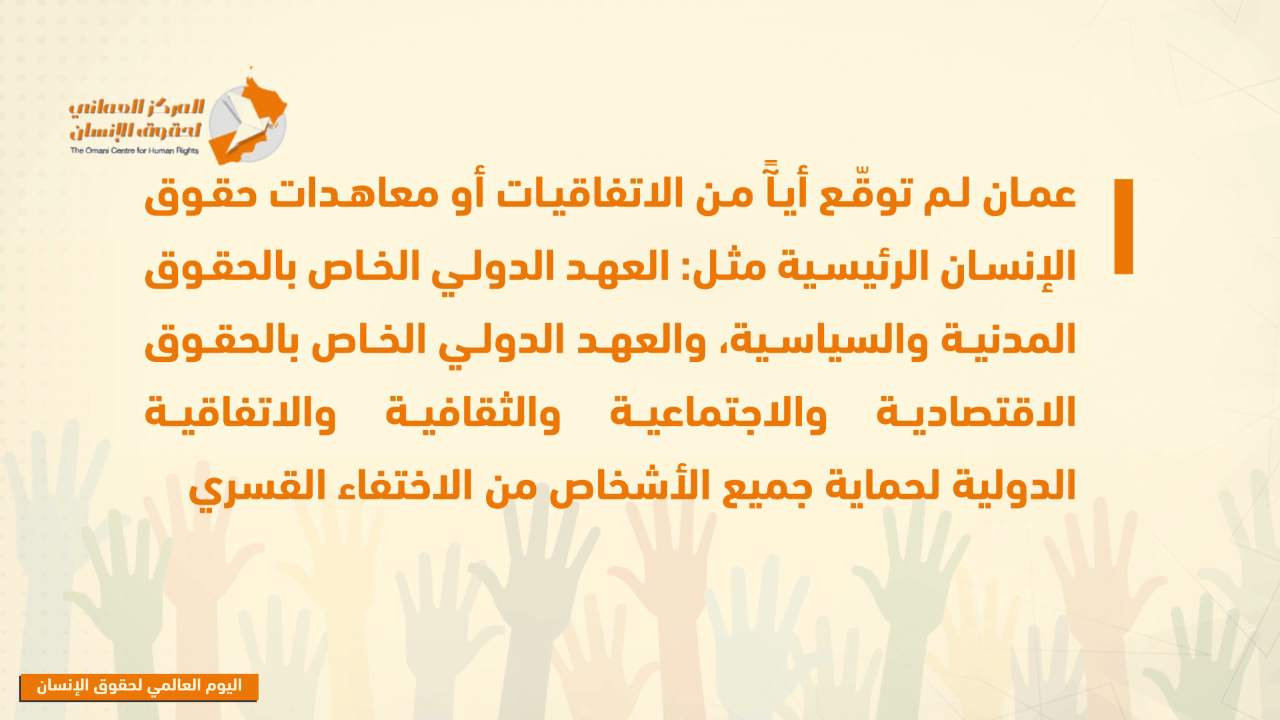 المركز العماني
لحقوق الإنسان
The Omani Centre for Human Rights
عمان لم توقّع أياً من الاتفاقيات أو معاهدات حقوق
الإنسان الرئيسية مثل: العهد الدولي الخاص بالحقوق
المدنية والسياسية، والعهد الدولي الخاص بالحقوق
الاقتصادية والاجتماعية والثقافية والاتفاقية
الدولية لحماية جميع الأشخاص من الاختفاء القسري
اليوم العالمي لحقوق الإنسان